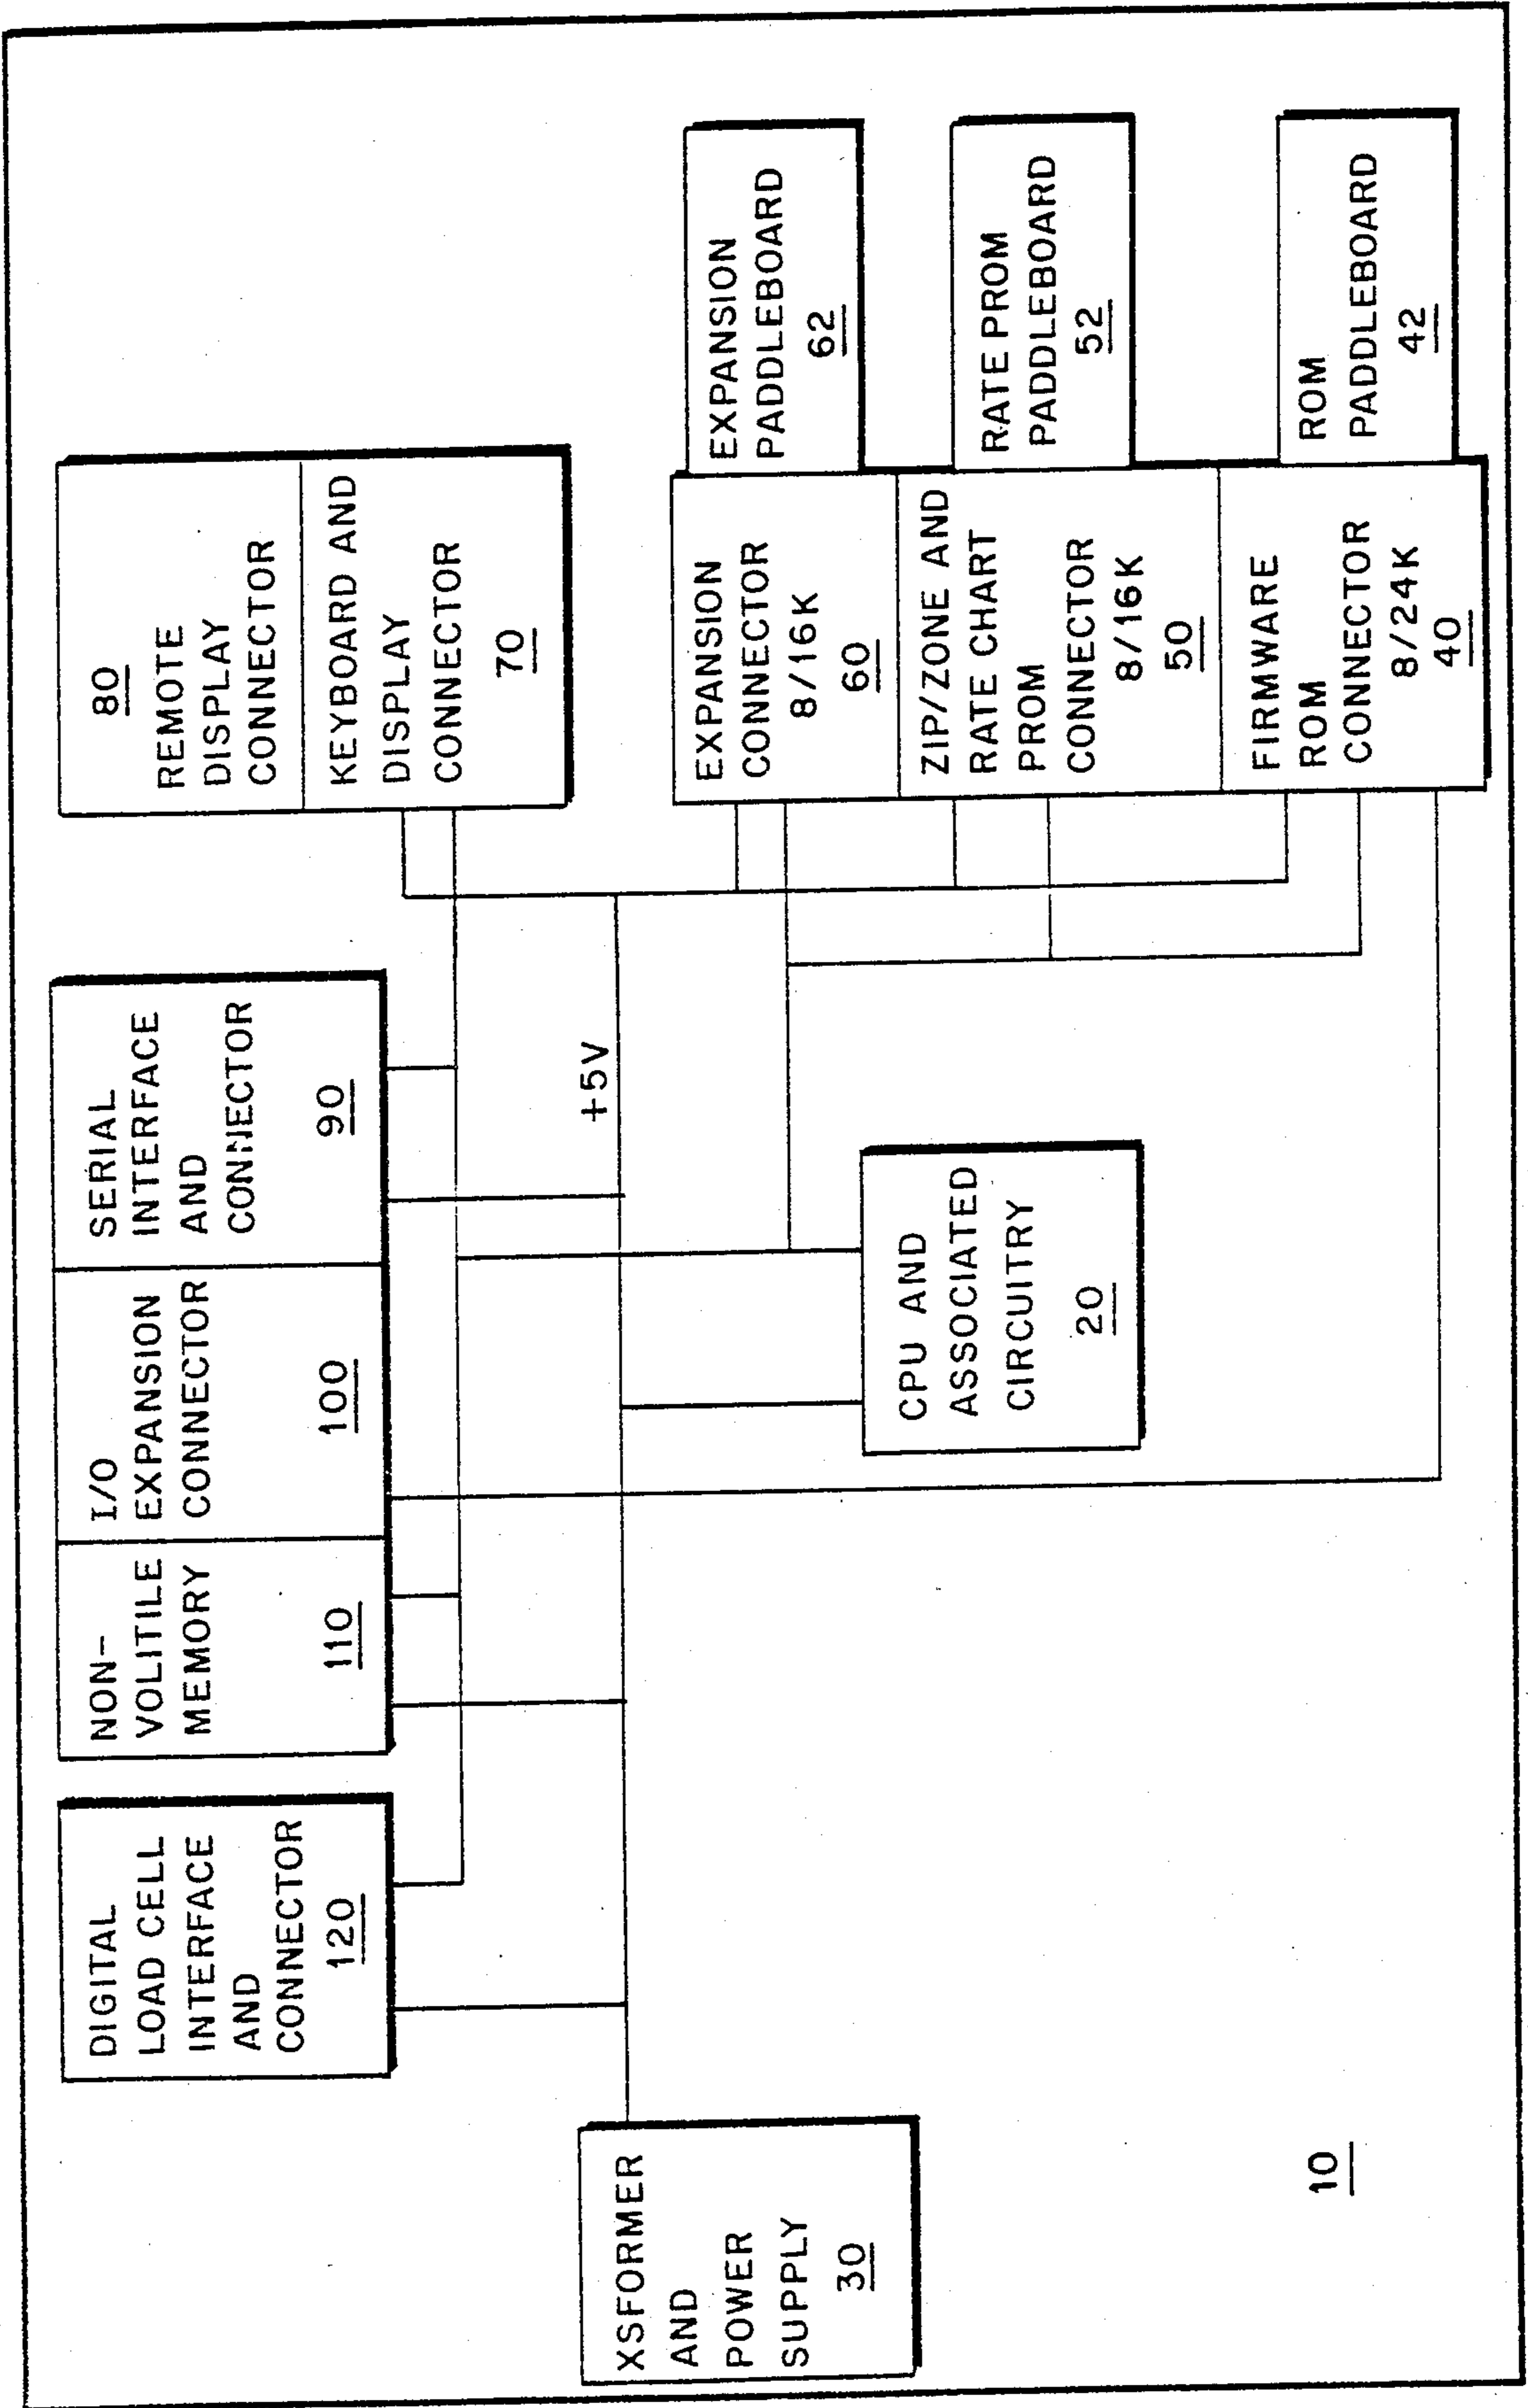 DIGITAL
LOAD CELL
INTERFACE
AND
CONNECTOR
120
NON-
VOLITILE
MEMORY
110
I/O
EXPANSION
CONNECTOR
100
SERIAL
INTERFACE
AND
CONNECTOR
90
80
REMOTE
DISPLAY
CONNECTOR
KEYBOARD AND
DISPLAY
CONNECTOR
70
+5V
XSFORMER
AND
POWER
SUPPLY
30
CPU AND
ASSOCIATED
CIRCUITRY
20
EXPANSION
CONNECTOR
8/16K
60
EXPANSION
PADDLEBOARD
62
ZIP/ZONE AND
RATE CHART
PROM
CONNECTOR
8/16K
50
RATE PROM
PADDLEBOARD
52
FIRMWARE
ROM
CONNECTOR
8/24K
40
ROM
PADDLEBOARD
42
10